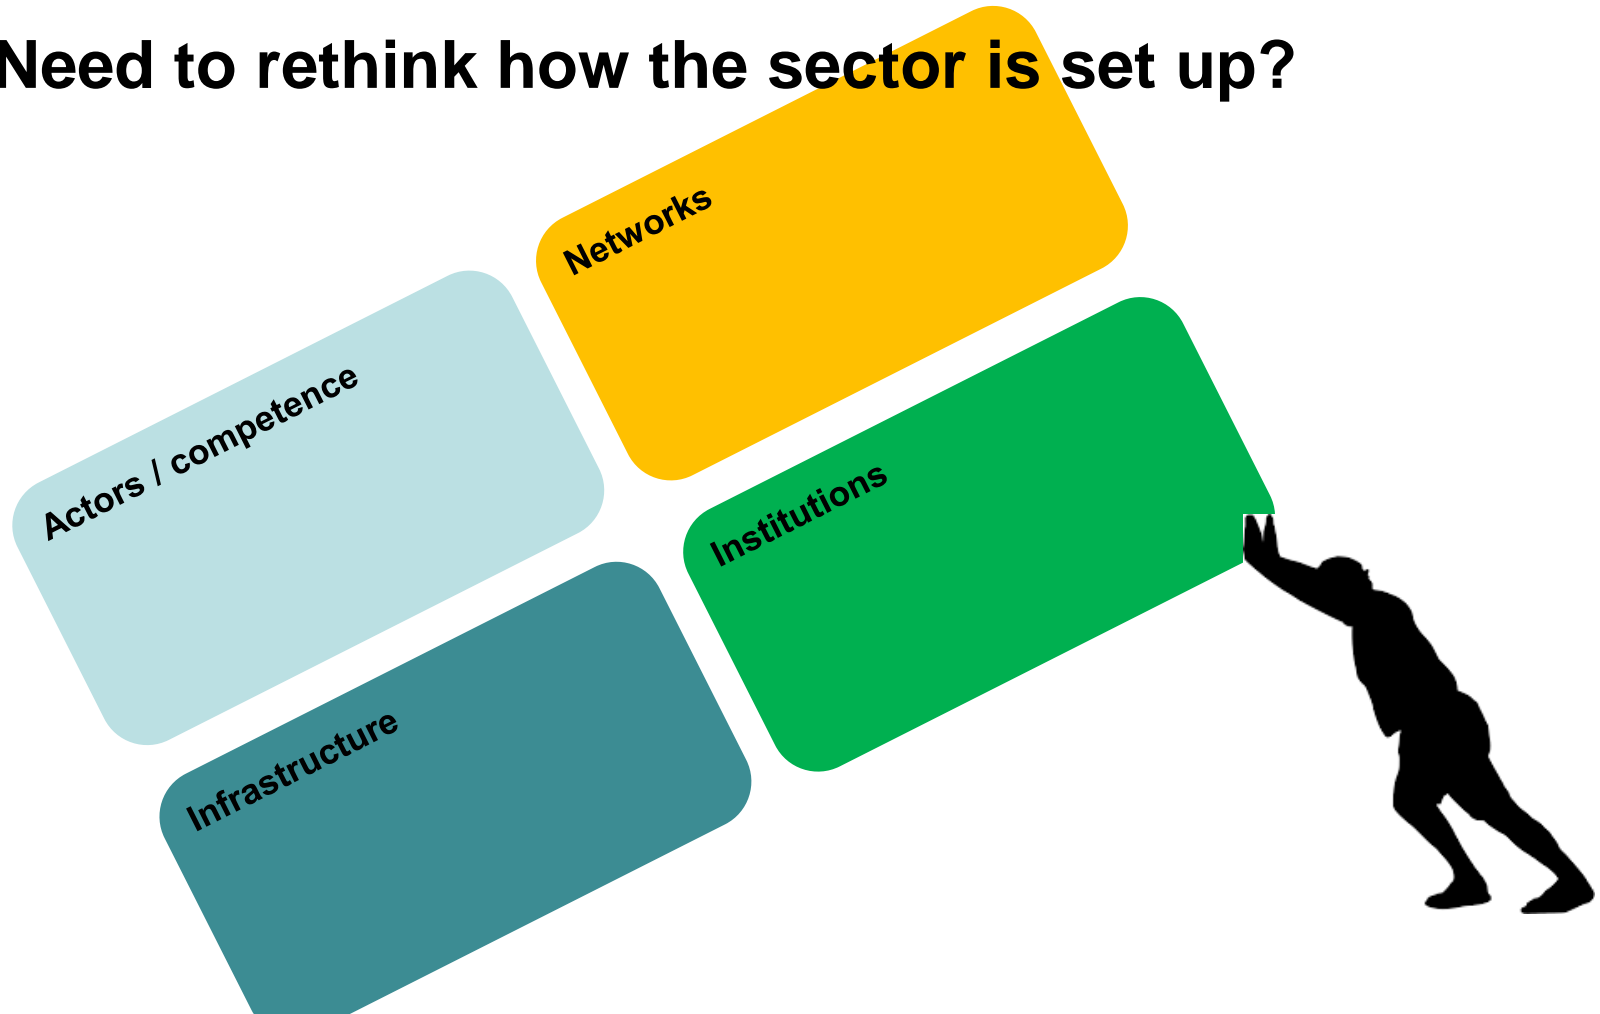 Need to rethink how the sector is set up?
Networks
Actors / competence
Institutions
Infrastructure